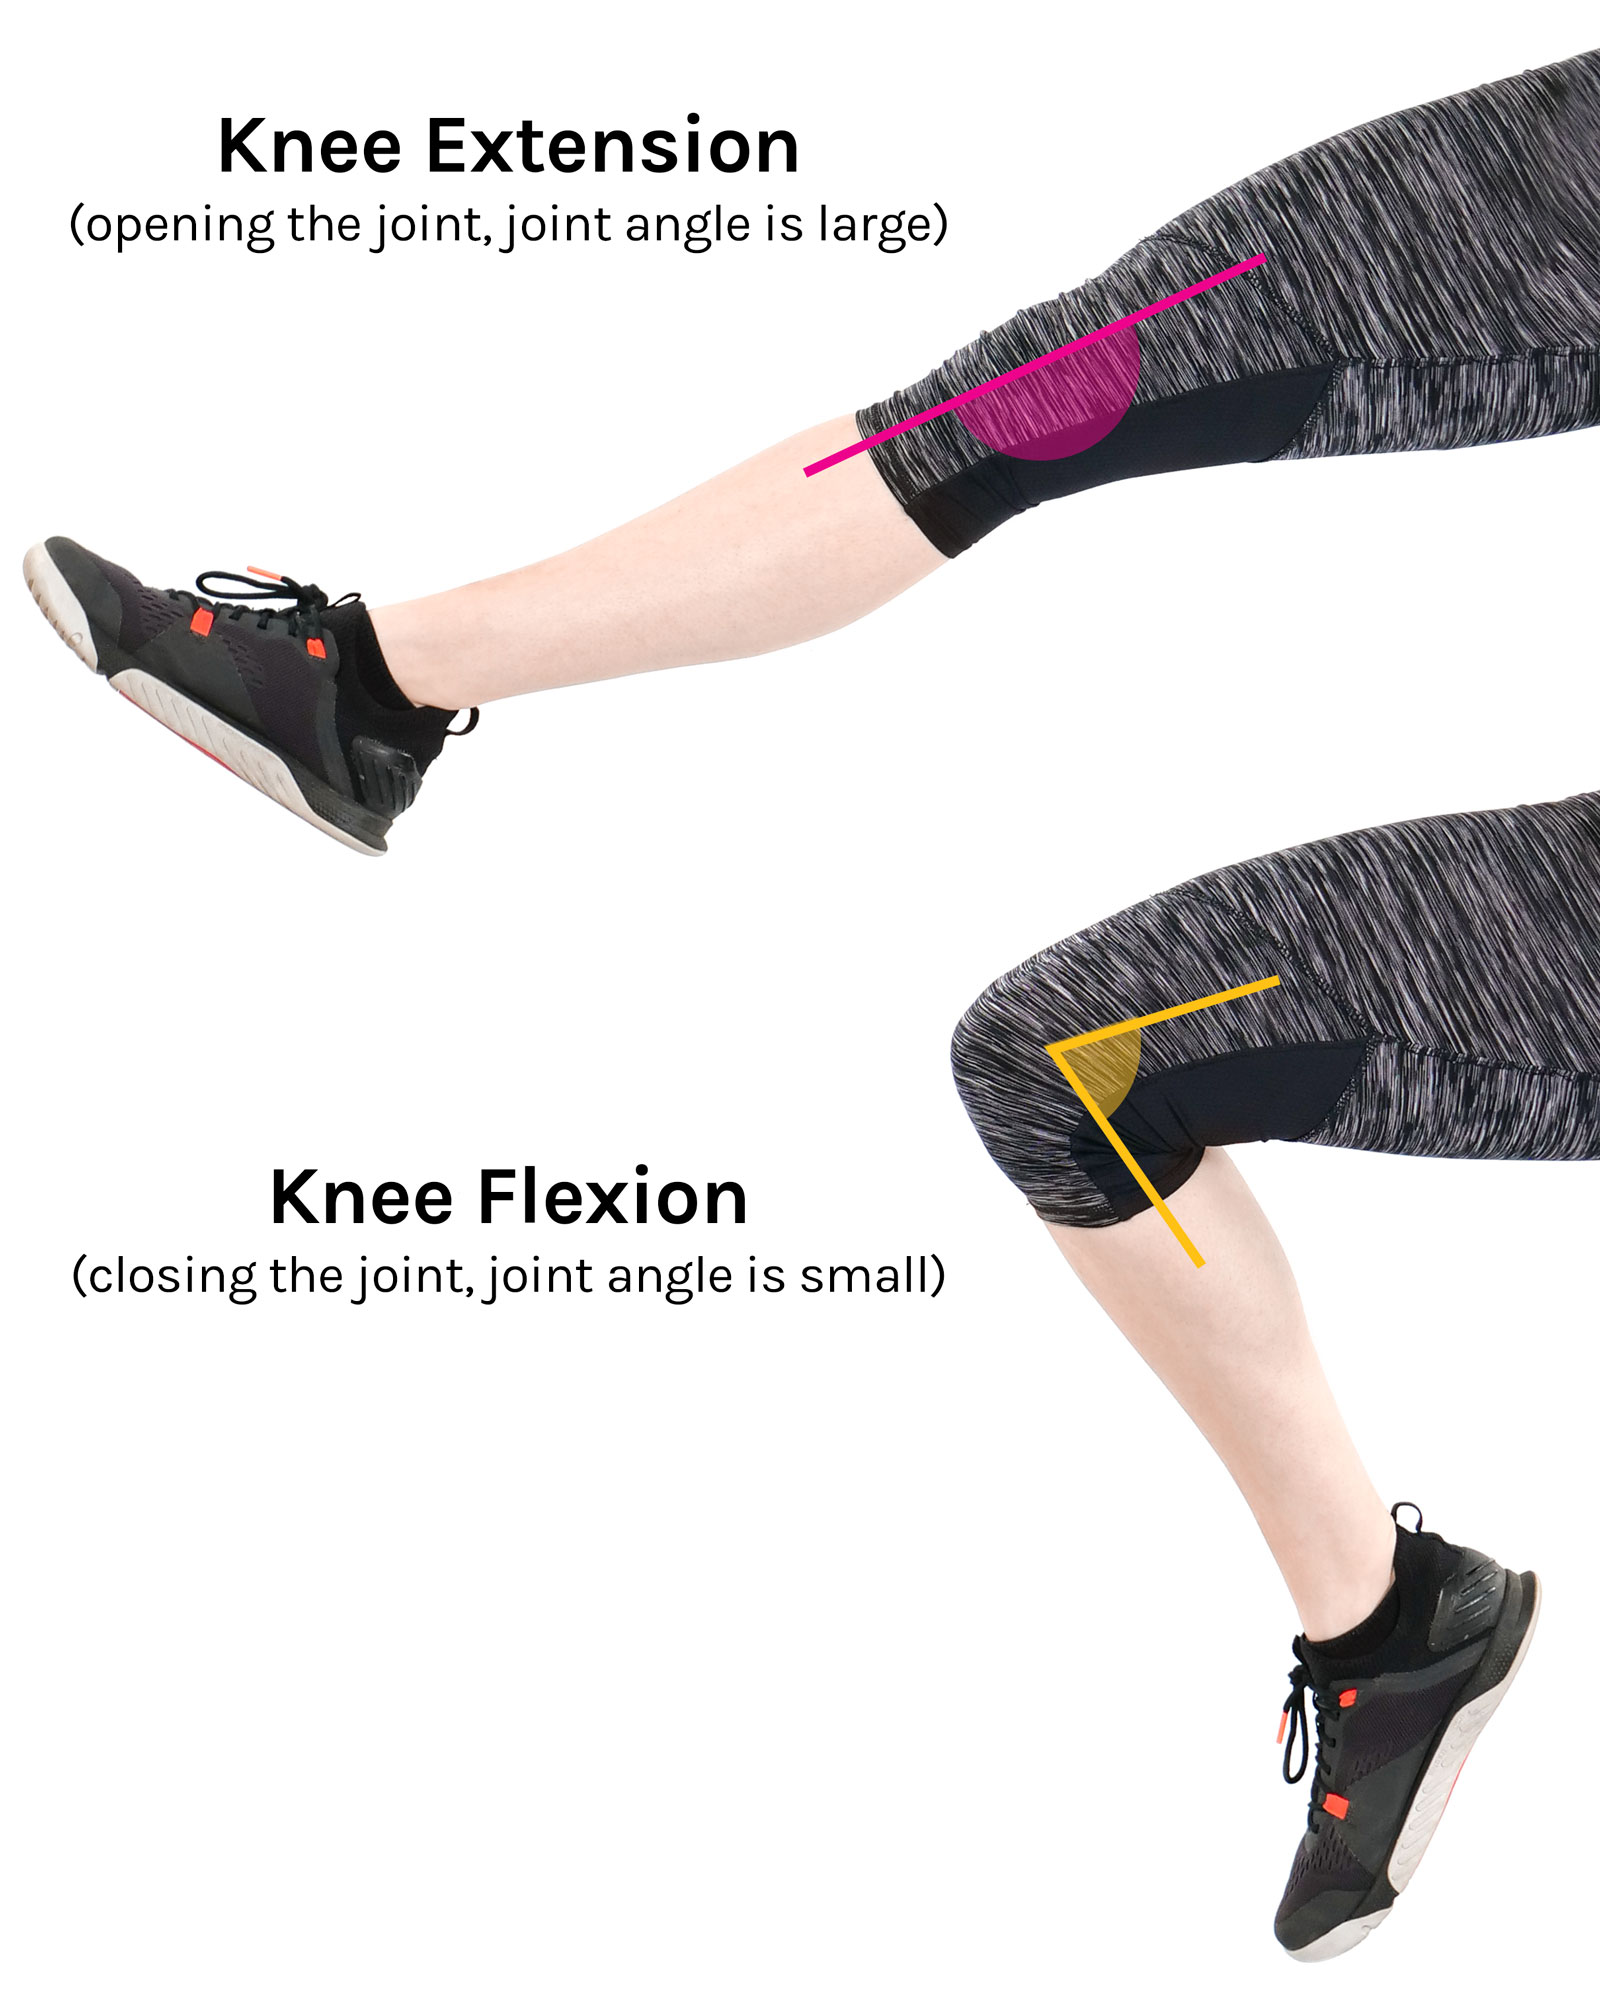 Knee Extension
(opening the joint, joint angle is large)
Knee Flexion
(closing the joint, joint angle is small)